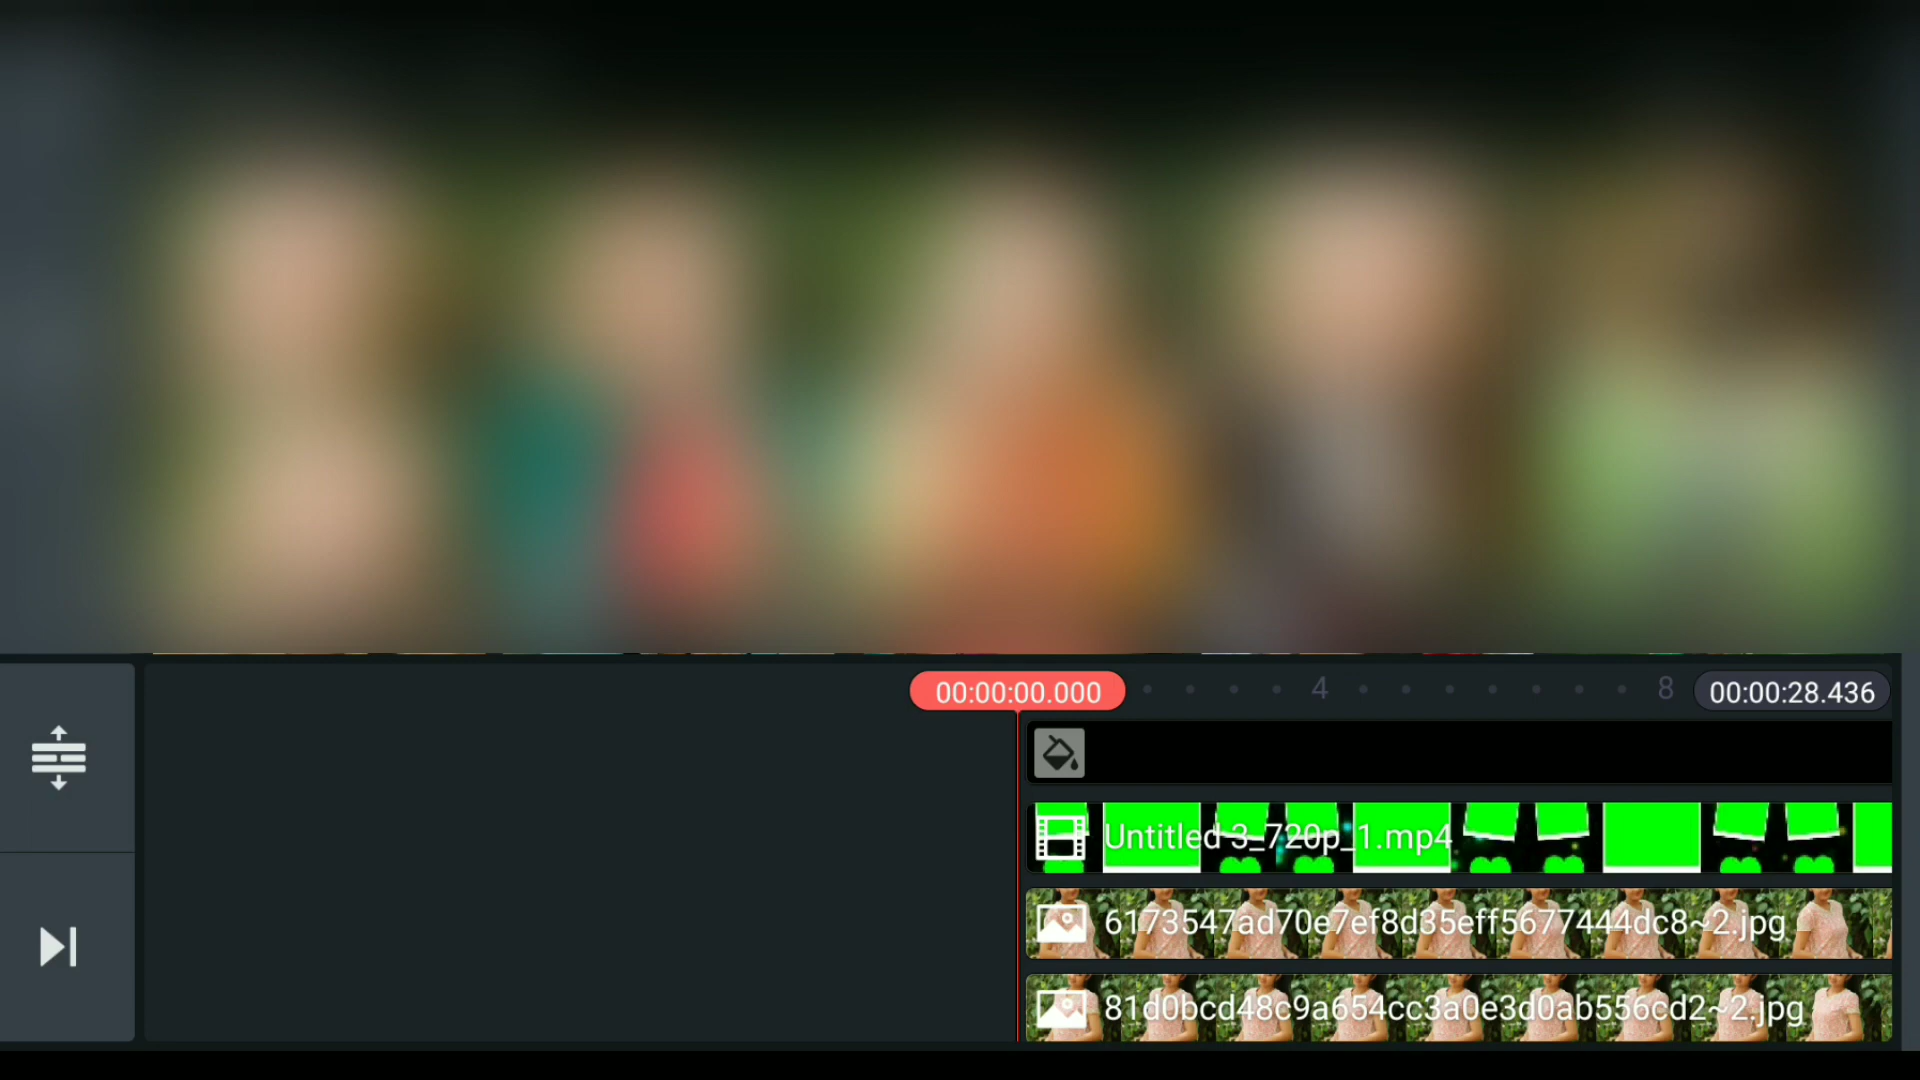 00:00:00.000 4 8 00:00:28.436
Untitled 3_720p_1.mp4
6173547ad70e7ef8d35eff5677444dc8~2.jpg
81d0bcd48c9a654cc3a0e3d0ab556cd2~2.jpg